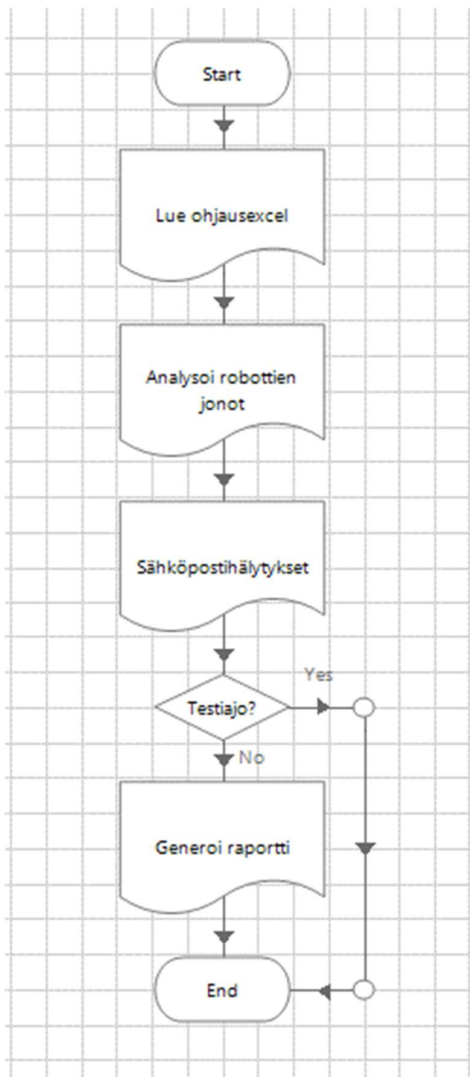 Start
Lue ohjausexcel
Analysoi robottien
jonot
Sähköpostihälytykset
Yes
Testiajo?
No
Generoi raportti
End